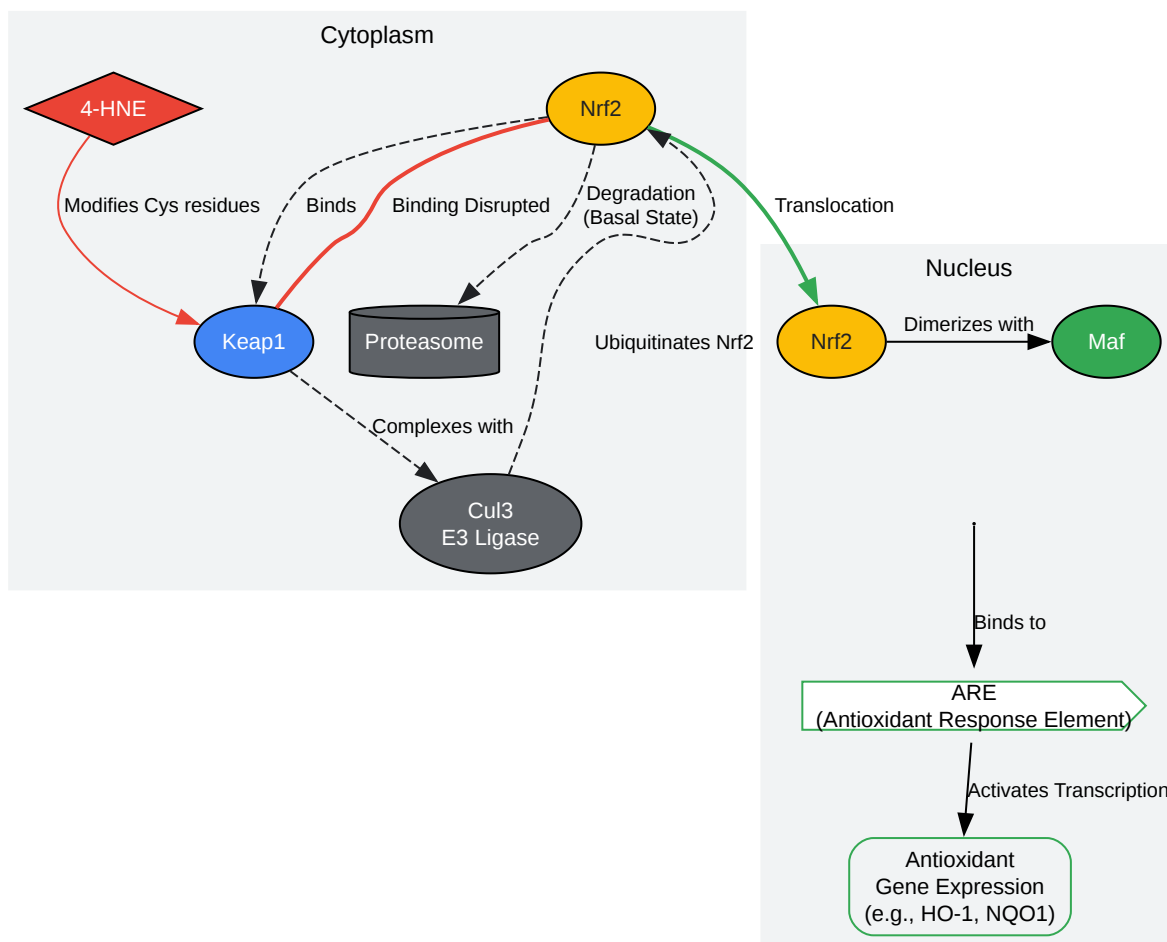 Cytoplasm
4-HNE
Nrf2
Modifies Cys residues
Binds
Binding Disrupted
Degradation
(Basal State)
Translocation
Nucleus
Keap1
Proteasome
Ubiquitinates Nrf2
Nrf2
Dimerizes with
Maf
Complexes with
Cul3
E3 Ligase
Binds to
ARE
(Antioxidant Response Element)
Activates Transcription
Antioxidant
Gene Expression
(e.g., HO-1, NQO1)